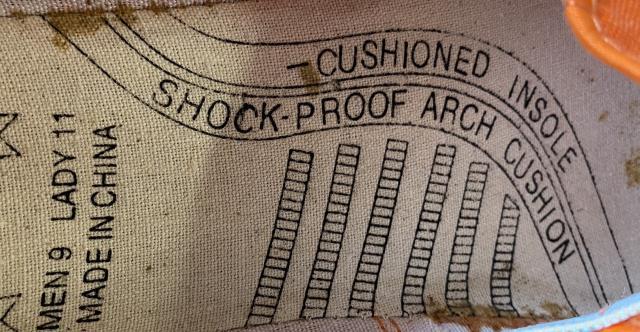 CUSHIONED INSOLE
SHOCK-PROOF ARCH CUSHION
MEN 9 LADY 11
MADE IN CHINA